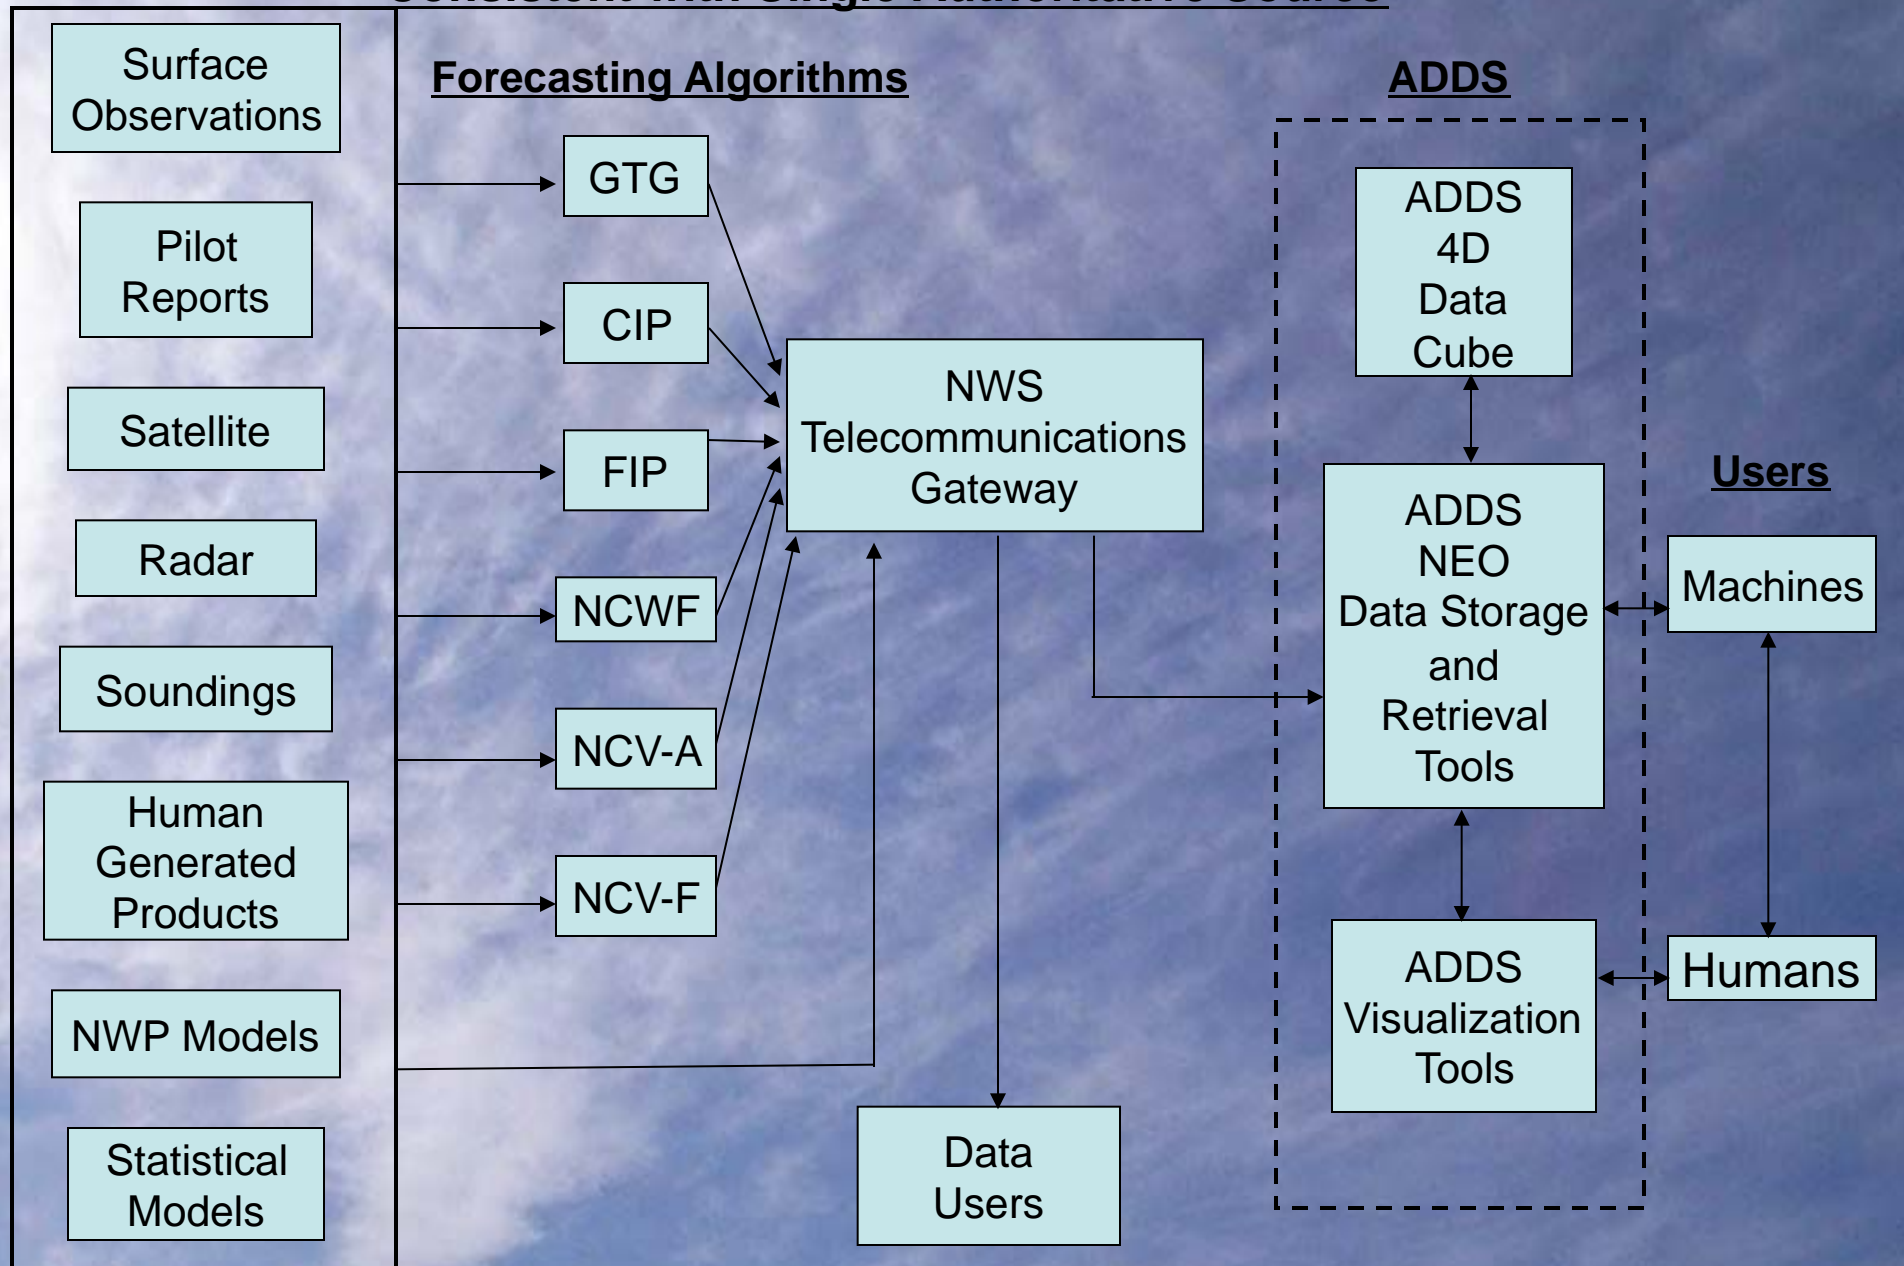 Surface
Observations
Pilot
Reports
Satellite
Radar
Soundings
Human
Generated
Products
NWP Models
Statistical
Models
Forecasting Algorithms
GTG
CIP
FIP
NCWF
NCV-A
NCV-F
NWS
Telecommunications
Gateway
Data
Users
ADDS
ADDS
4D
Data
Cube
ADDS
NEO
Data Storage
and
Retrieval
Tools
ADDS
Visualization
Tools
Users
Machines
Humans